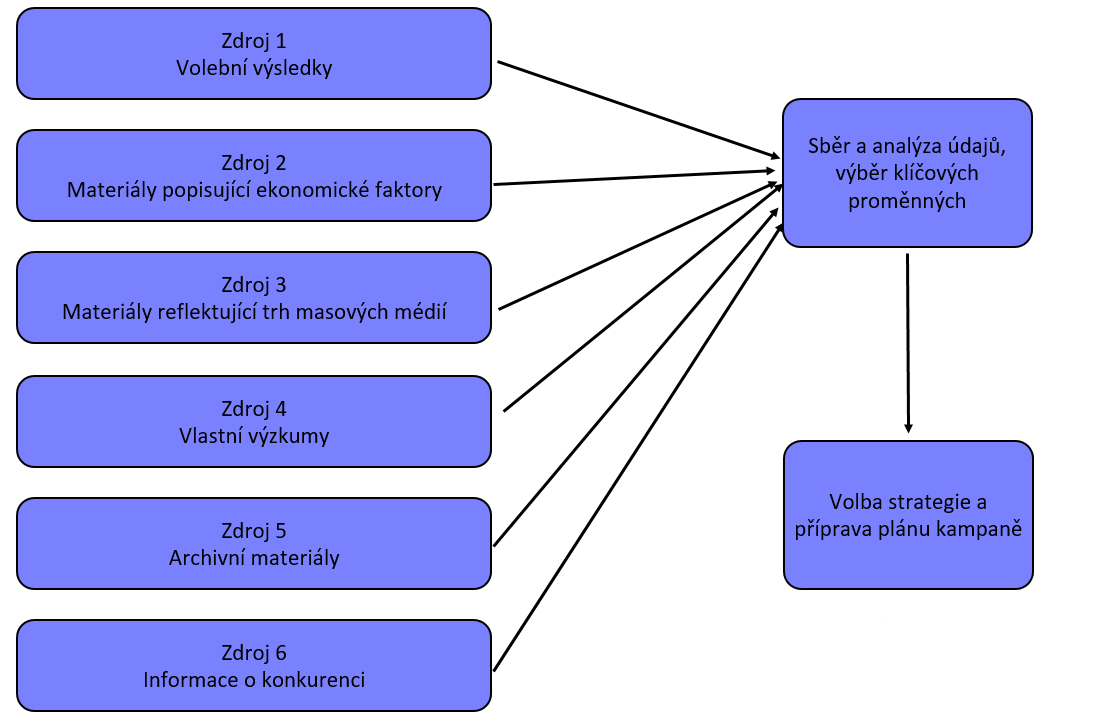 Zdroj 1
Volební výsledky
Zdroj 2
Materiály popisující ekonomické faktory
Zdroj 3
Materiály reflektující trh masových médií
Zdroj 4
Vlastní výzkumy
Zdroj 5
Archivní materiály
Zdroj 6
Informace o konkurenci
Sběr a analýza údajů,
výběr klíčových
proměnných
Volba strategie a
příprava plánu kampaně